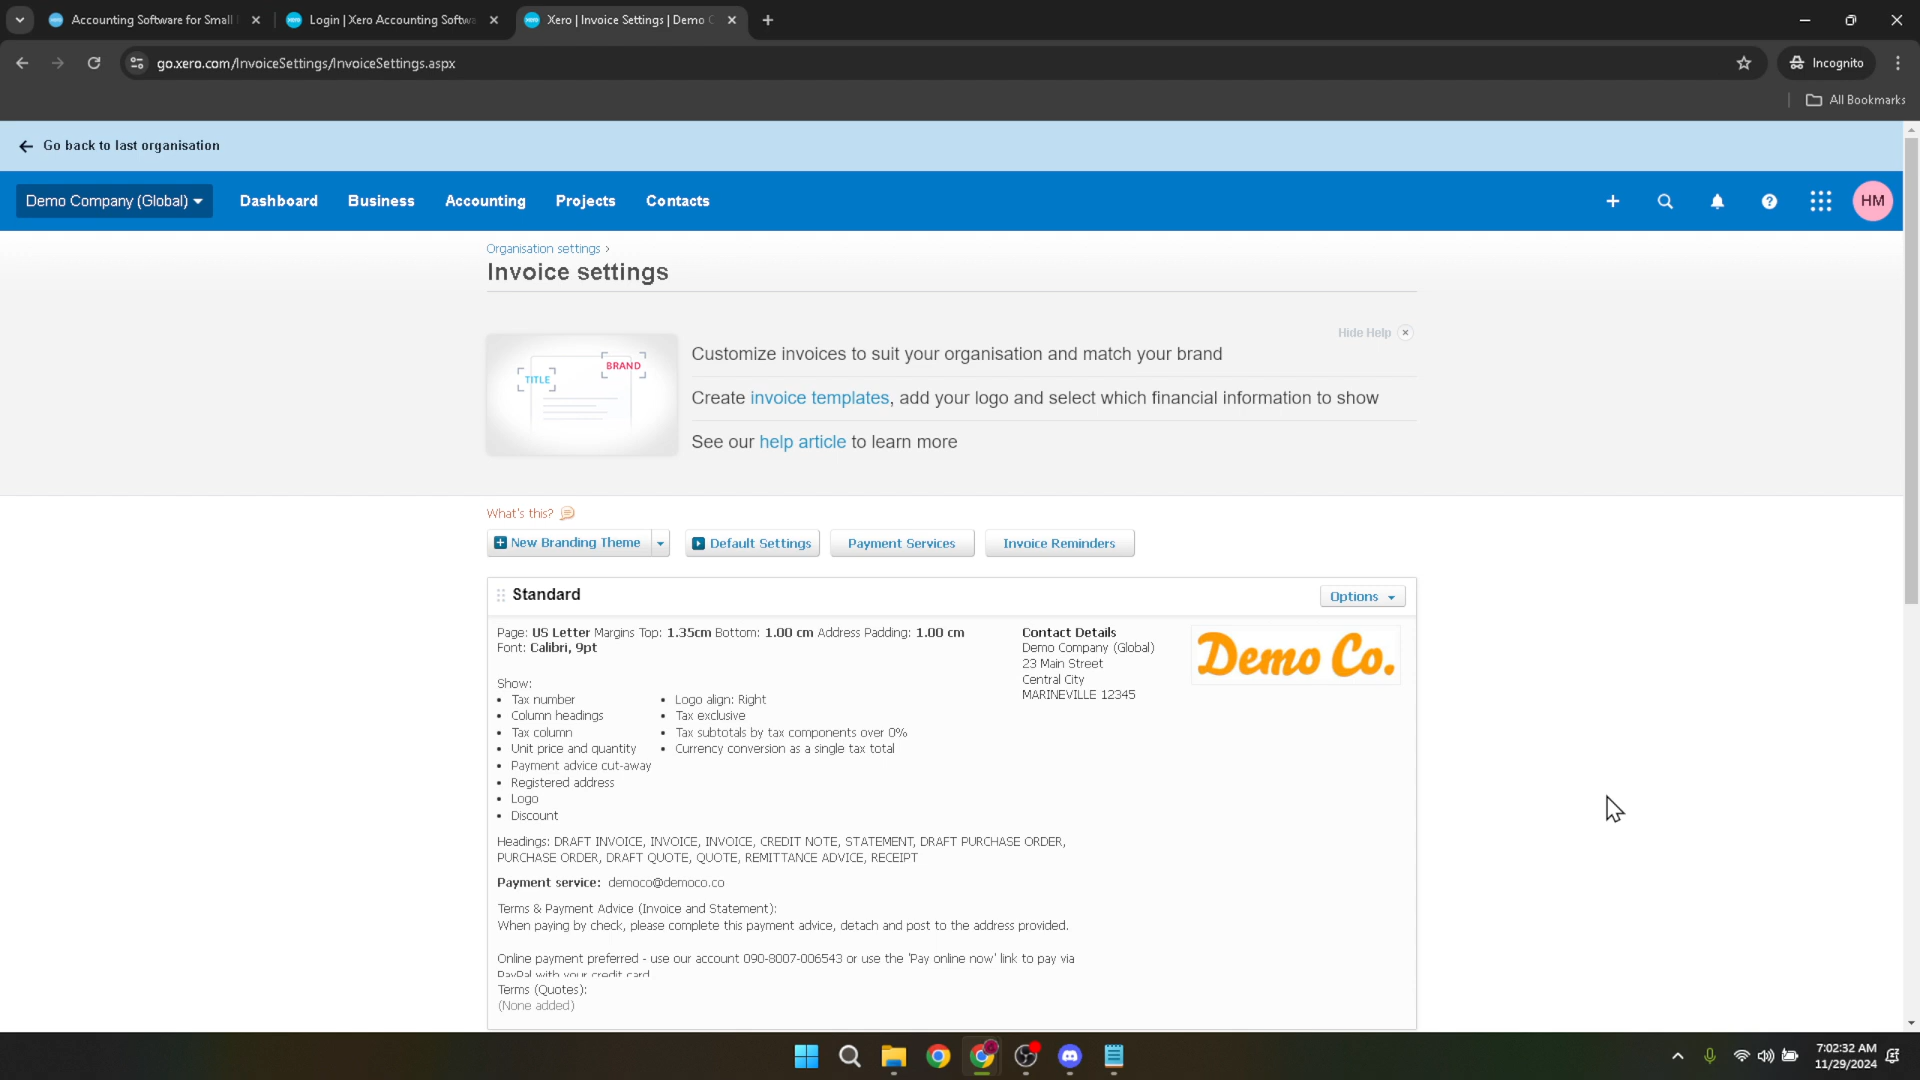 Accounting Software for Small
Login | Xero Accounting Softwa
Xero | Invoice Settings | Demo C
go.xero.com/InvoiceSettings/InvoiceSettings.aspx
Incognito
All Bookmarks
Go back to last organisation
Demo Company (Global)
Dashboard
Business
Accounting
Projects
Contacts
HM
Organisation settings ›
Invoice settings
Hide Help
TITLE
BRAND
Customize invoices to suit your organisation and match your brand
Create invoice templates, add your logo and select which financial information to show
See our help article to learn more
What's this?
New Branding Theme
Default Settings
Payment Services
Invoice Reminders
Standard
Options
Page: US Letter Margins Top: 1.35cm Bottom: 1.00 cm Address Padding: 1.00 cm
Font: Calibri, 9pt
Show:
• Tax number
• Column headings
• Tax column
• Unit price and quantity
• Payment advice cut-away
• Registered address
• Logo
• Discount
• Logo align: Right
• Tax exclusive
• Tax subtotals by tax components over 0%
• Currency conversion as a single tax total
Contact Details
Demo Company (Global)
23 Main Street
Central City
MARINEVILLE 12345
Demo Co.
Headings: DRAFT INVOICE, INVOICE, INVOICE, CREDIT NOTE, STATEMENT, DRAFT PURCHASE ORDER,
PURCHASE ORDER, DRAFT QUOTE, QUOTE, REMITTANCE ADVICE, RECEIPT
Payment service: democo@democo.co
Terms & Payment Advice (Invoice and Statement):
When paying by check, please complete this payment advice, detach and post to the address provided.
Online payment preferred - use our account 090-8007-006543 or use the 'Pay online now' link to pay via
PayPal with your credit card
Terms (Quotes):
(None added)
7:02:32 AM
11/29/2024